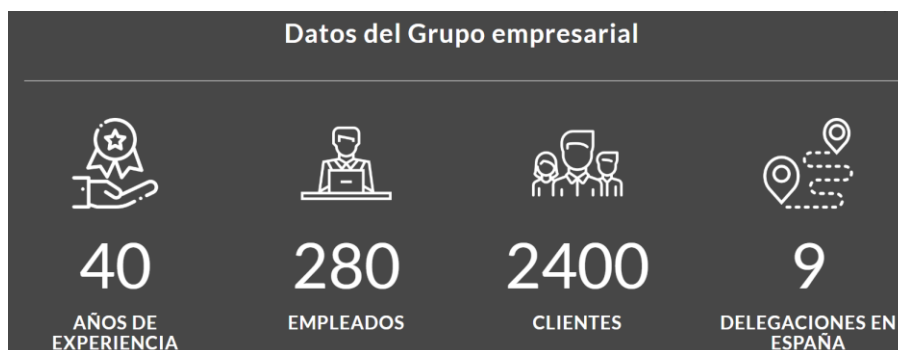 Datos del Grupo empresarial
40
AÑOS DE
EXPERIENCIA
280
EMPLEADOS
2400
CLIENTES
9
DELEGACIONES EN
ESPAÑA